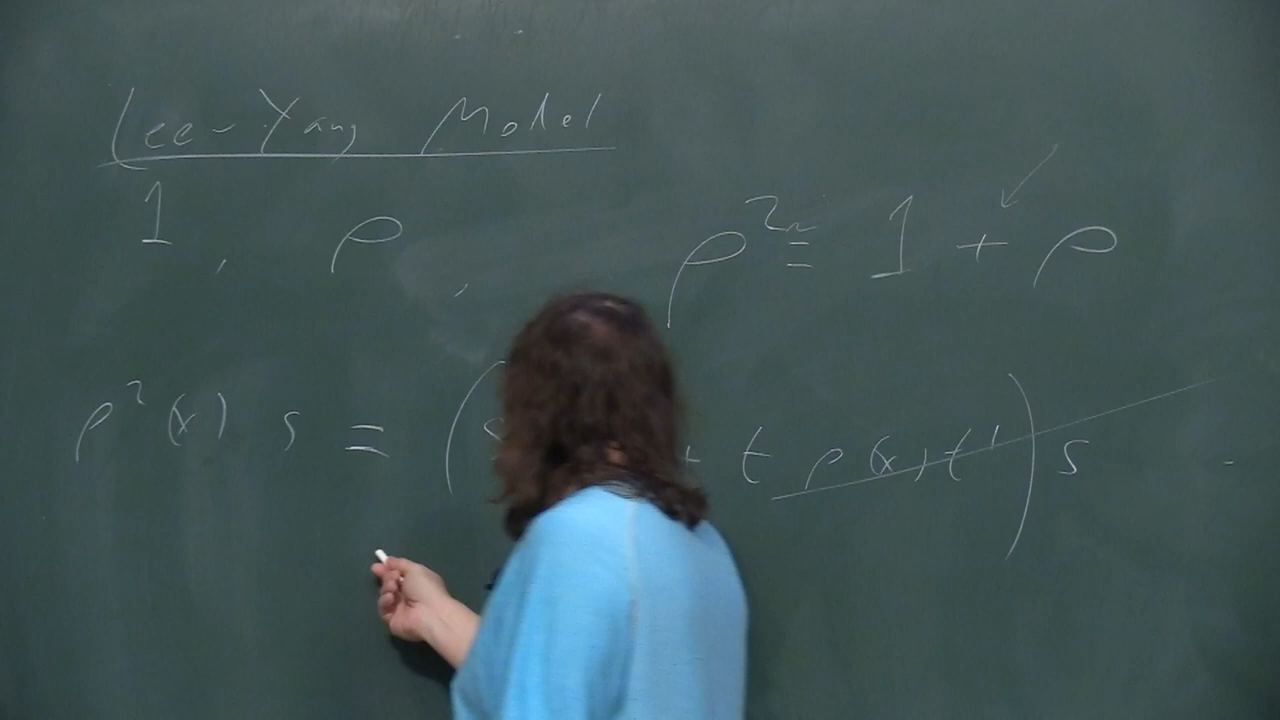 Lee-Yang Model
1 , ρ , ρ² ≅ 1 + ρ
ρ²(x) s = ( s + t ρ(x) t' ) s